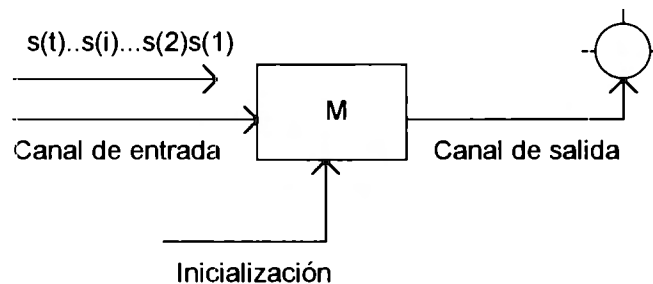 s(t)..s(i)...s(2)s(1)
M
Canal de entrada
Canal de salida
Inicialización